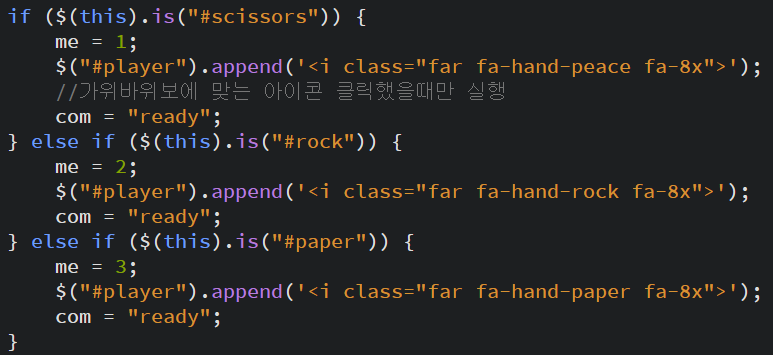 if ($(this).is("#scissors")) {
    me = 1;
    $("#player").append('<i class="far fa-hand-peace fa-8x">');
    //가위바위보에 맞는 아이콘 클릭했을때만 실행
    com = "ready";
} else if ($(this).is("#rock")) {
    me = 2;
    $("#player").append('<i class="far fa-hand-rock fa-8x">');
    com = "ready";
} else if ($(this).is("#paper")) {
    me = 3;
    $("#player").append('<i class="far fa-hand-paper fa-8x">');
    com = "ready";
}